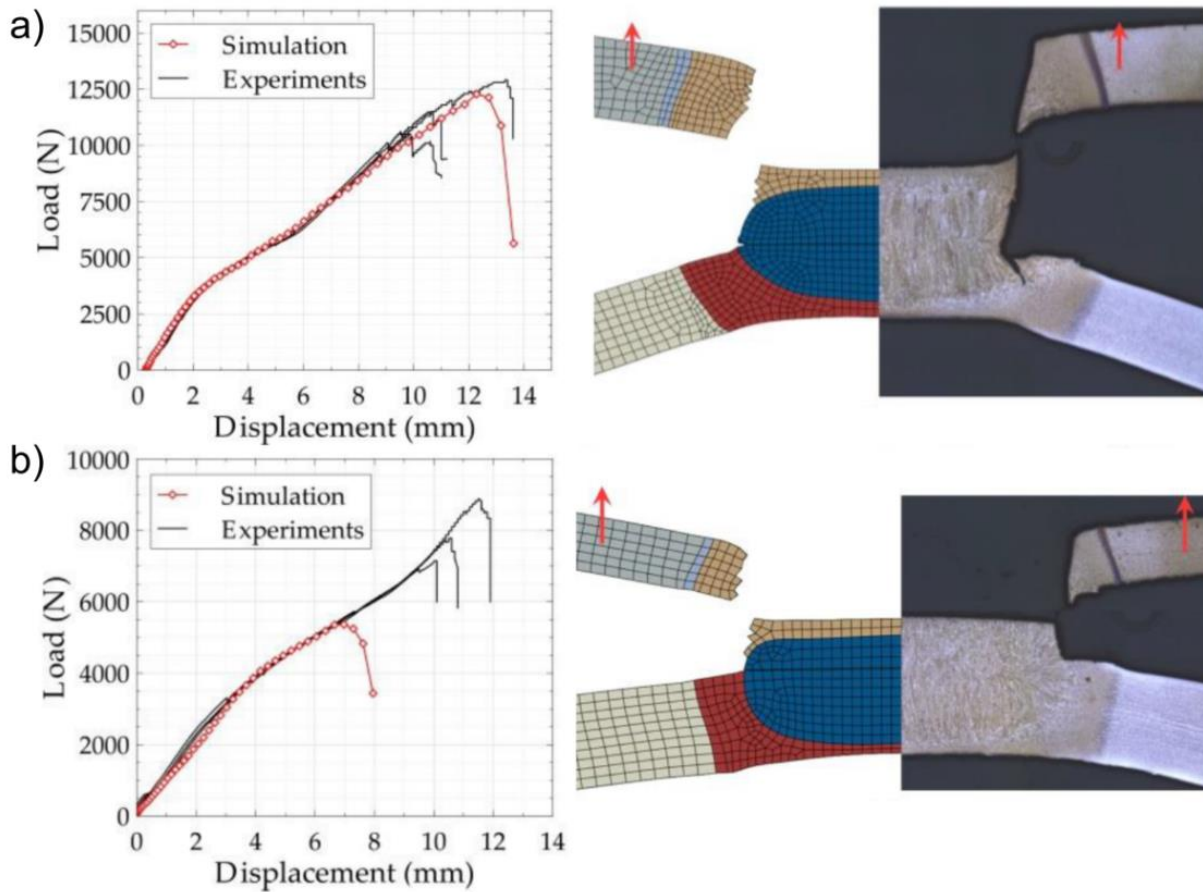 a)
15000
12500
10000
7500
5000
2500
0
Load (N)
Simulation
Experiments
0 2 4 6 8 10 12 14
Displacement (mm)
b)
10000
8000
6000
4000
2000
0
Load (N)
Simulation
Experiments
0 2 4 6 8 10 12 14
Displacement (mm)